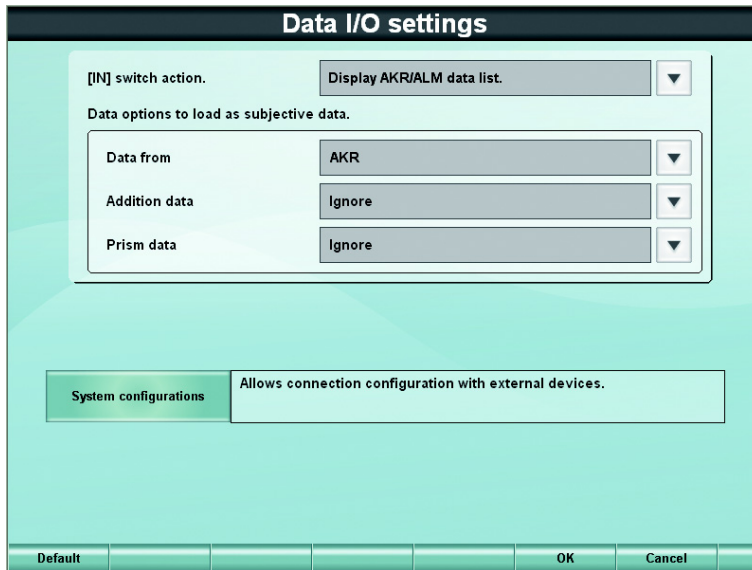 Data I/O settings
[IN] switch action. Display AKR/ALM data list.
Data options to load as subjective data.
Data from AKR
Addition data Ignore
Prism data Ignore
System configurations Allows connection configuration with external devices.
Default OK Cancel